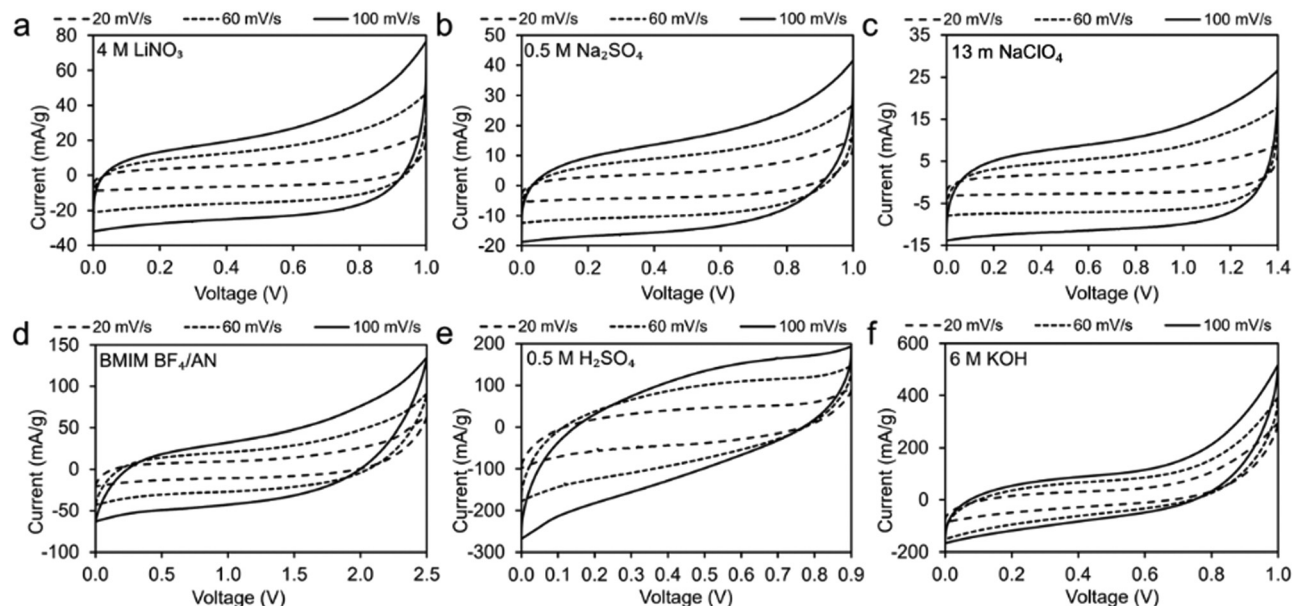 a
20 mV/s 60 mV/s 100 mV/s
4 M LiNO₃
80
60
40
20
0
-20
-40
Current (mA/g)
0.0 0.2 0.4 0.6 0.8 1.0
Voltage (V)
b
20 mV/s 60 mV/s 100 mV/s
0.5 M Na₂SO₄
50
40
30
20
10
0
-10
-20
Current (mA/g)
0.0 0.2 0.4 0.6 0.8 1.0
Voltage (V)
c
20 mV/s 60 mV/s 100 mV/s
13 m NaClO₄
35
25
15
5
-5
-15
Current (mA/g)
0.0 0.2 0.4 0.6 0.8 1.0 1.2 1.4
Voltage (V)
d
20 mV/s 60 mV/s 100 mV/s
BMIM BF₄/AN
150
100
50
0
-50
-100
Current (mA/g)
0.0 0.5 1.0 1.5 2.0 2.5
Voltage (V)
e
20 mV/s 60 mV/s 100 mV/s
0.5 M H₂SO₄
200
100
0
100
-200
-300
Current (mA/g)
0.0 0.1 0.2 0.3 0.4 0.5 0.6 0.7 0.8 0.9
Voltage (V)
f
20 mV/s 60 mV/s 100 mV/s
6 M KOH
600
400
200
0
-200
Current (mA/g)
0.0 0.2 0.4 0.6 0.8 1.0
Voltage (V)